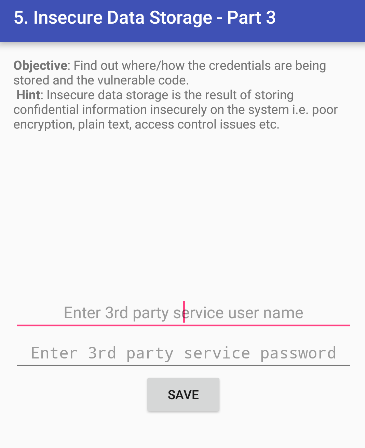 5. Insecure Data Storage - Part 3
Objective: Find out where/how the credentials are being
stored and the vulnerable code.
Hint: Insecure data storage is the result of storing
confidential information insecurely on the system i.e. poor
encryption, plain text, access control issues etc.
Enter 3rd party service user name
Enter 3rd party service password
SAVE